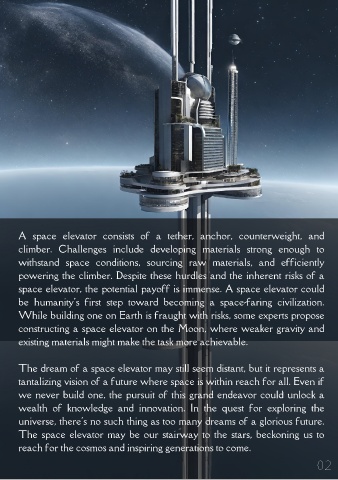 A space elevator consists of a tether, anchor, counterweight, and
climber. Challenges include developing materials strong enough to
withstand space conditions, sourcing raw materials, and efficiently
powering the climber. Despite these hurdles and the inherent risks of a
space elevator, the potential payoff is immense. A space elevator could
be humanity's first step toward becoming a space-faring civilization.
While building one on Earth is fraught with risks, some experts propose
constructing a space elevator on the Moon, where weaker gravity and
existing materials might make the task more achievable.
The dream of a space elevator may still seem distant, but it represents a
tantalizing vision of a future where space is within reach for all. Even if
we never build one, the pursuit of this grand endeavor could unlock a
wealth of knowledge and innovation. In the quest for exploring the
universe, there's no such thing as too many dreams of a glorious future.
The space elevator may be our stairway to the stars, beckoning us to
reach for the cosmos and inspiring generations to come.
02